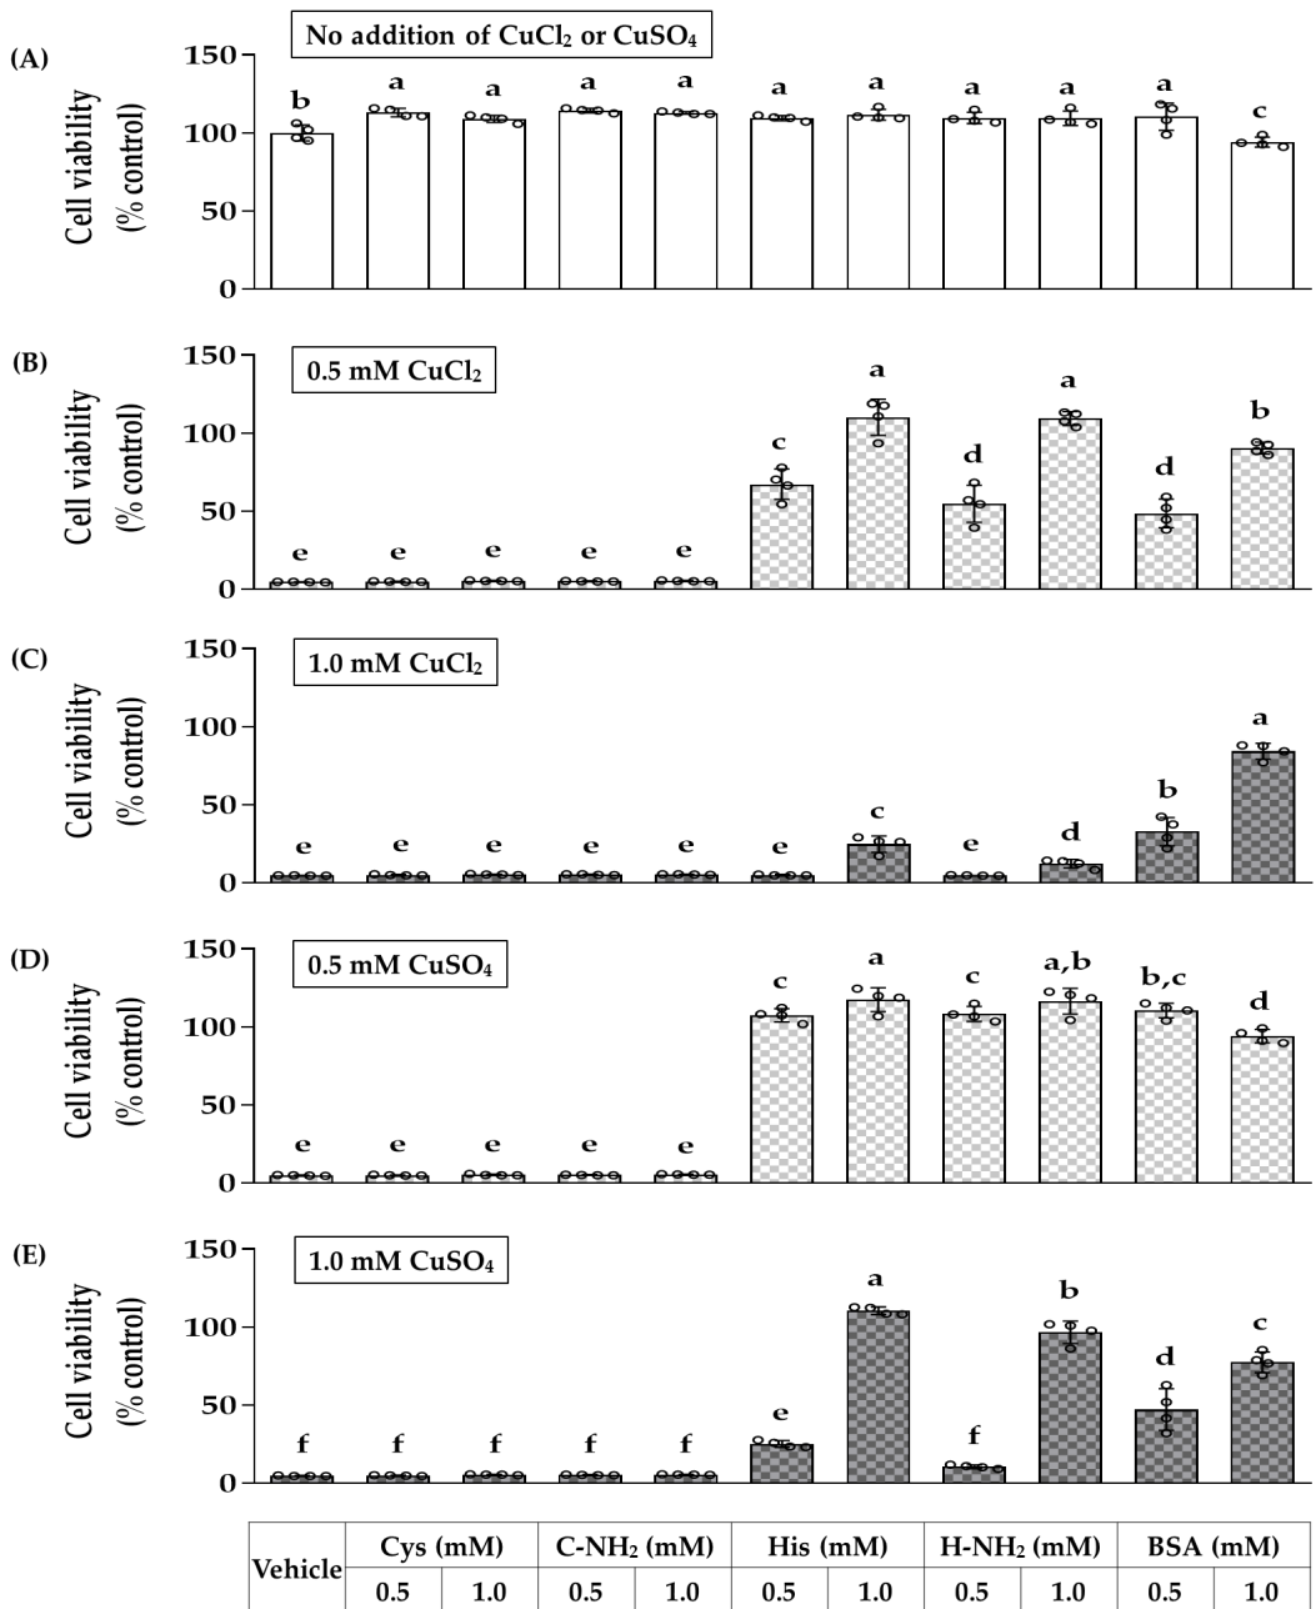 (A)
No addition of CuCl₂ or CuSO₄
Cell viability
(% control)
150
100
50
0
b a a a a a a a a a c
(B)
0.5 mM CuCl₂
Cell viability
(% control)
150
100
50
0
e e e e e c a d a d b
(C)
1.0 mM CuCl₂
Cell viability
(% control)
150
100
50
0
e e e e e e c e d b a
(D)
0.5 mM CuSO₄
Cell viability
(% control)
150
100
50
0
e e e e e c a c a,b b,c d
(E)
1.0 mM CuSO₄
Cell viability
(% control)
150
100
50
0
f f f f f e a f b d c
Vehicle Cys (mM) C-NH₂ (mM) His (mM) H-NH₂ (mM) BSA (mM)
0.5 1.0 0.5 1.0 0.5 1.0 0.5 1.0 0.5 1.0